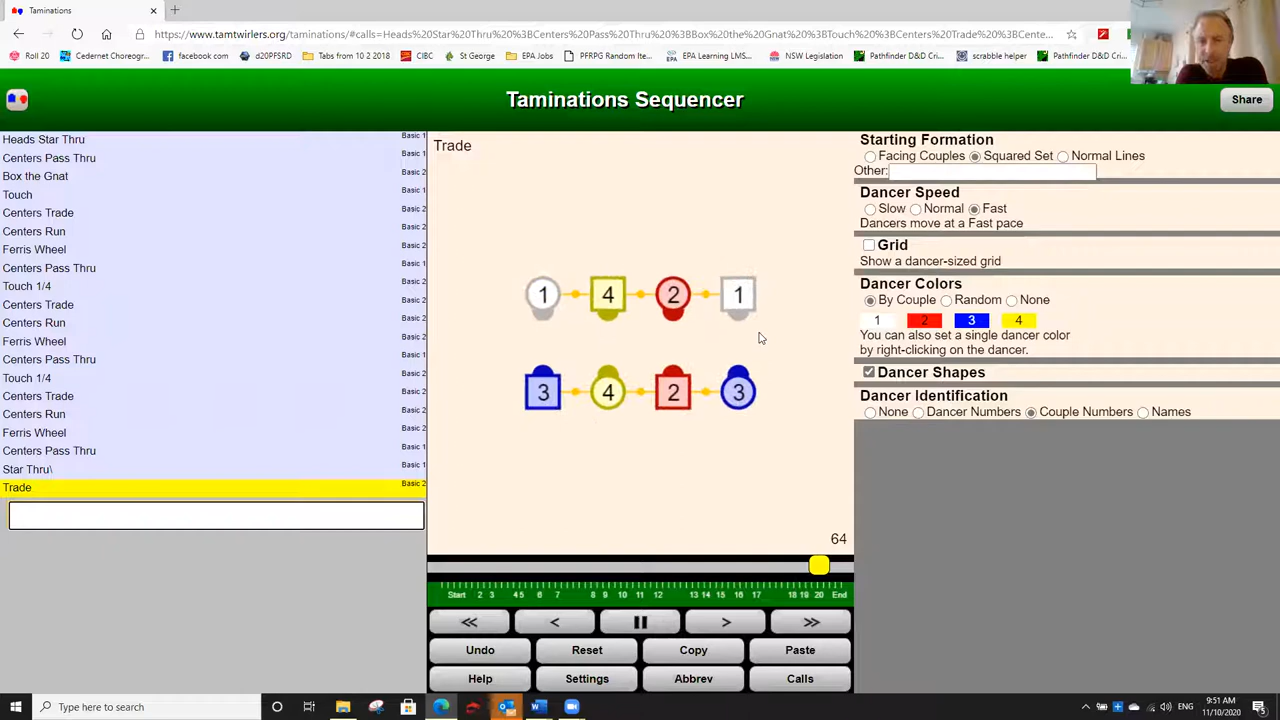 Taminations
https://www.tamtwirlers.org/tamination/#calls=Heads%20Star%20Thru%20%3BCenters%20Pass%20Thru%20%3BBox%20the%20Gnat%20%3BTouch%20%3BCenters%20Trade%20%3BCente...
Roll 20 Cedernet Choreogr... facebook.com d20PFSRD Tabs from 10 2 2018 CIBC St George EPA Jobs PFRPG Random Ite... EPA Learning LMS... NSW Legislation Pathfinder D&D Cri... scrabble helper Pathfinder D&D Cri...
Taminations Sequencer
Share
Heads Star Thru Basic 1
Centers Pass Thru Basic 1
Box the Gnat Basic 2
Touch Basic 1
Centers Trade Basic 2
Centers Run Basic 2
Ferris Wheel Basic 2
Centers Pass Thru Basic 1
Touch 1/4 Basic 2
Centers Trade Basic 2
Centers Run Basic 2
Ferris Wheel Basic 2
Centers Pass Thru Basic 1
Touch 1/4 Basic 2
Centers Trade Basic 2
Centers Run Basic 2
Ferris Wheel Basic 2
Centers Pass Thru Basic 1
Star Thru\ Basic 1
Trade Basic 2
Trade
1 4 2 1
3 4 2 3
64
Start 2 3 4 5 6 7 8 9 10 11 12 13 14 15 16 17 18 19 20 End
<< < > >>
Undo Reset Copy Paste
Help Settings Abbrev Calls
Starting Formation
Facing Couples Squared Set Normal Lines
Other:
Dancer Speed
Slow Normal Fast
Dancers move at a Fast pace
Grid
Show a dancer-sized grid
Dancer Colors
By Couple Random None
1 2 3 4
You can also set a single dancer color
by right-clicking on the dancer.
Dancer Shapes
Dancer Identification
None Dancer Numbers Couple Numbers Names
Type here to search
9:51 AM
11/10/2020
5